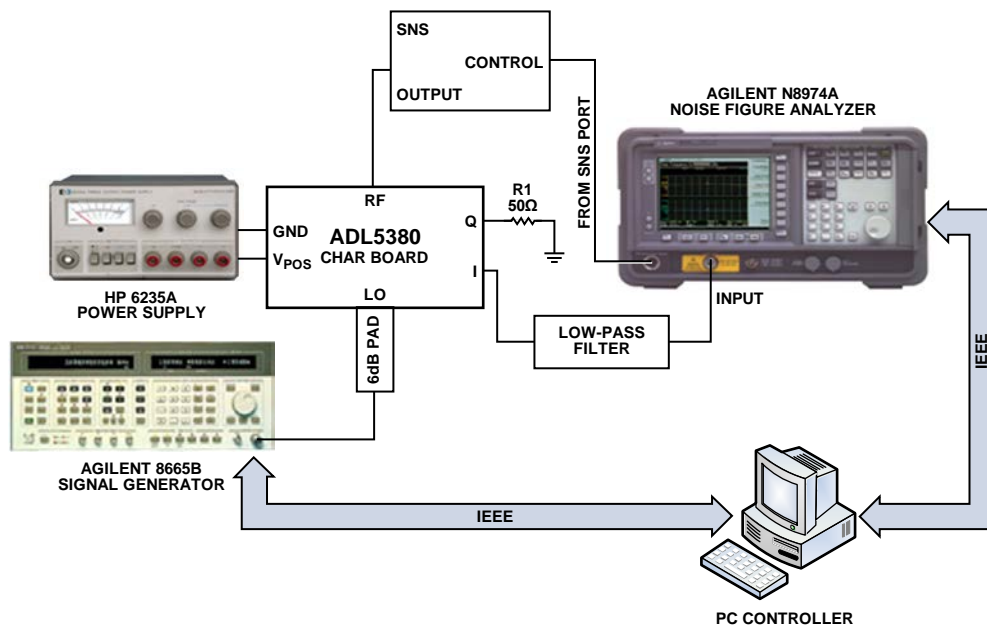 SNS
CONTROL
OUTPUT
AGILENT N8974A
NOISE FIGURE ANALYZER
FROM SNS PORT
RF
GND
VPOS
ADL5380
CHAR BOARD
Q
I
LO
R1
50Ω
HP 6235A
POWER SUPPLY
INPUT
LOW-PASS
FILTER
6dB PAD
IEEE
AGILENT 8665B
SIGNAL GENERATOR
IEEE
PC CONTROLLER